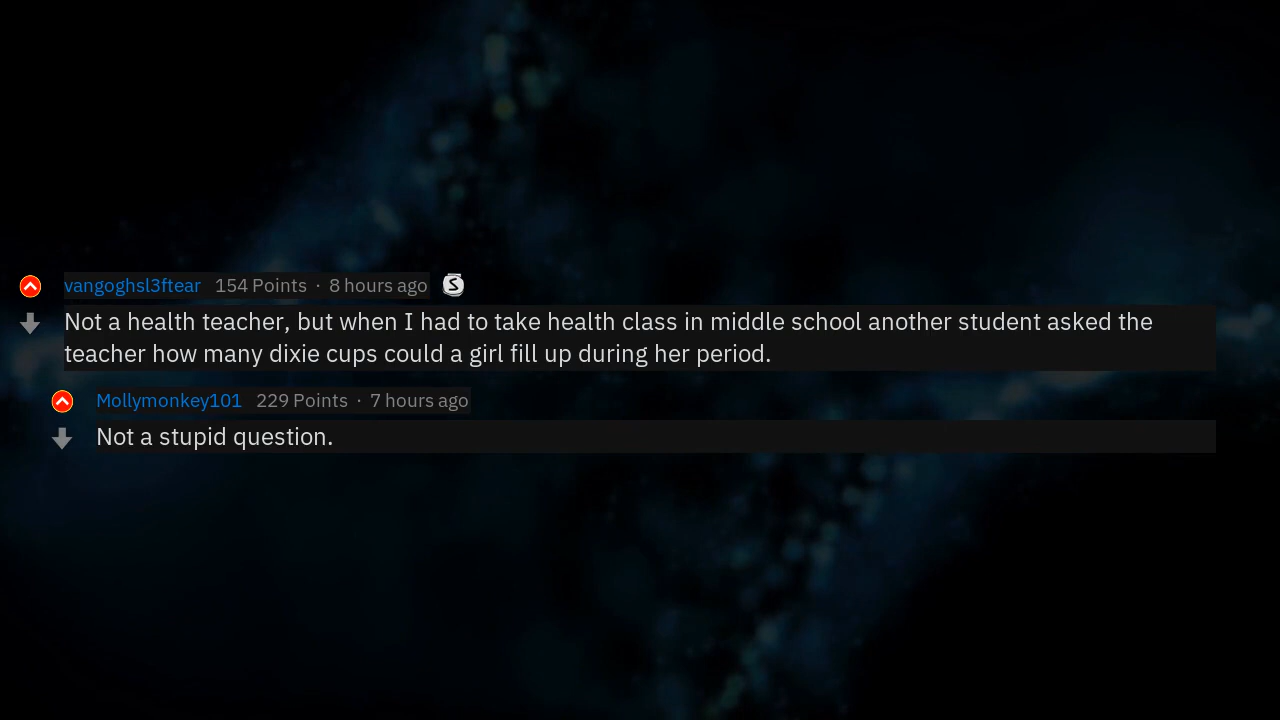 vangoghsl3ftear 154 Points · 8 hours ago S
Not a health teacher, but when I had to take health class in middle school another student asked the
teacher how many dixie cups could a girl fill up during her period.
Mollymonkey101 229 Points · 7 hours ago
Not a stupid question.